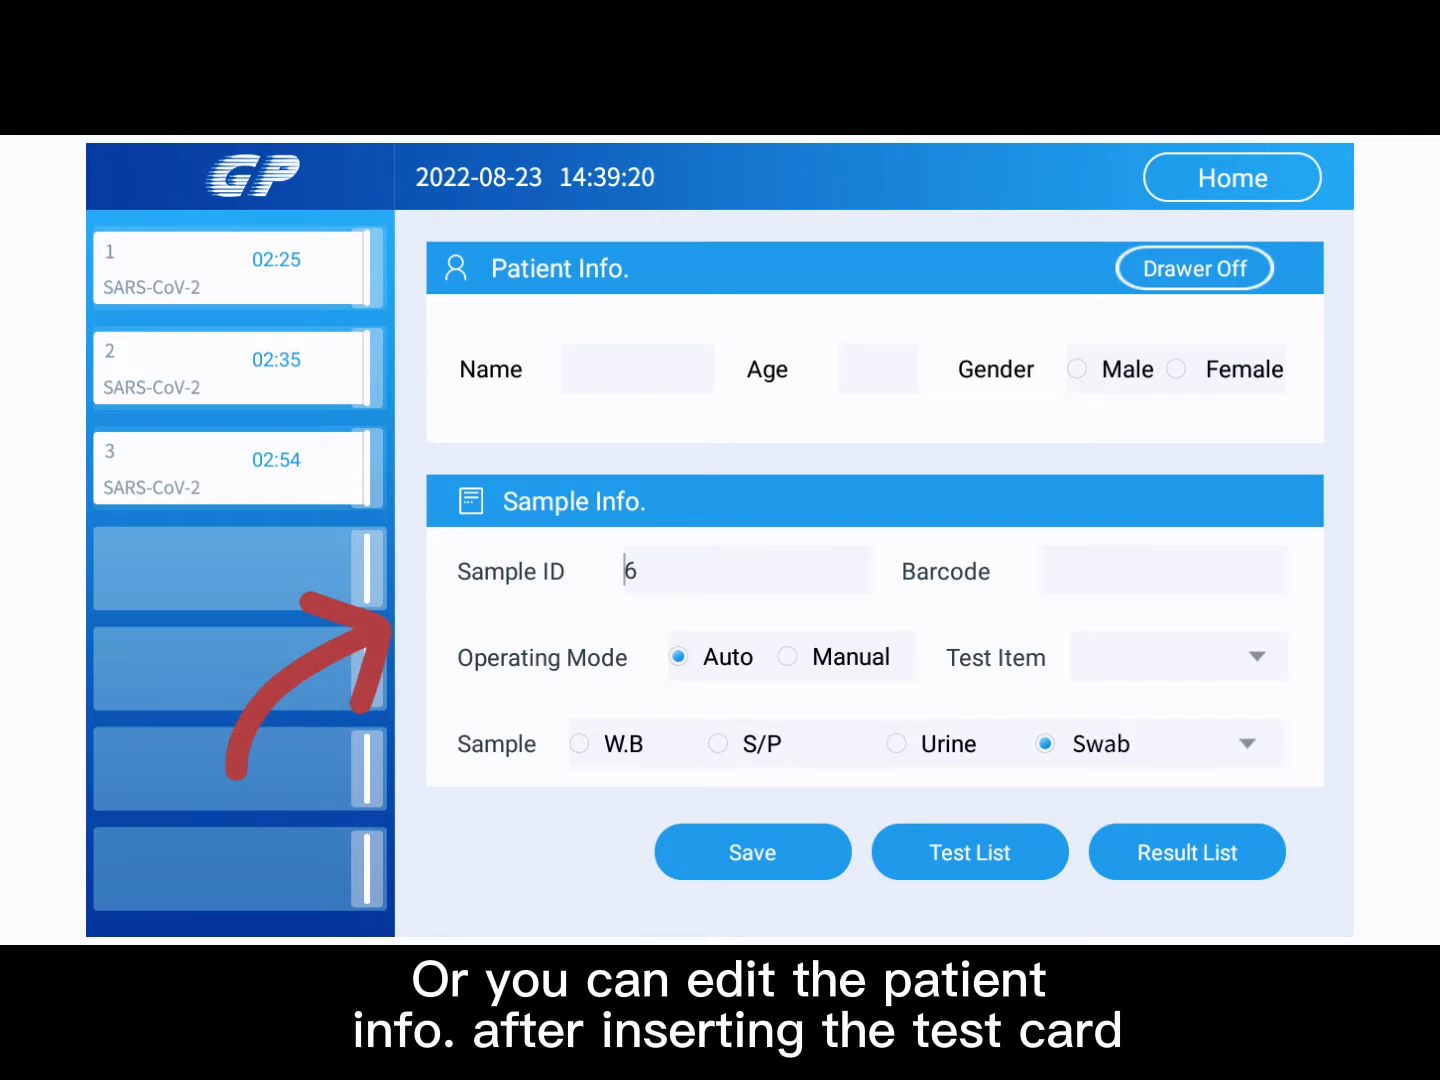 GP
2022-08-23 14:39:20
Home
1
02:25
SARS-CoV-2
2
02:35
SARS-CoV-2
3
02:54
SARS-CoV-2
Patient Info.
Drawer Off
Name
Age
Gender
Male
Female
Sample Info.
Sample ID
6
Barcode
Operating Mode
Auto
Manual
Test Item
Sample
W.B
S/P
Urine
Swab
Save
Test List
Result List
Or you can edit the patient
info. after inserting the test card